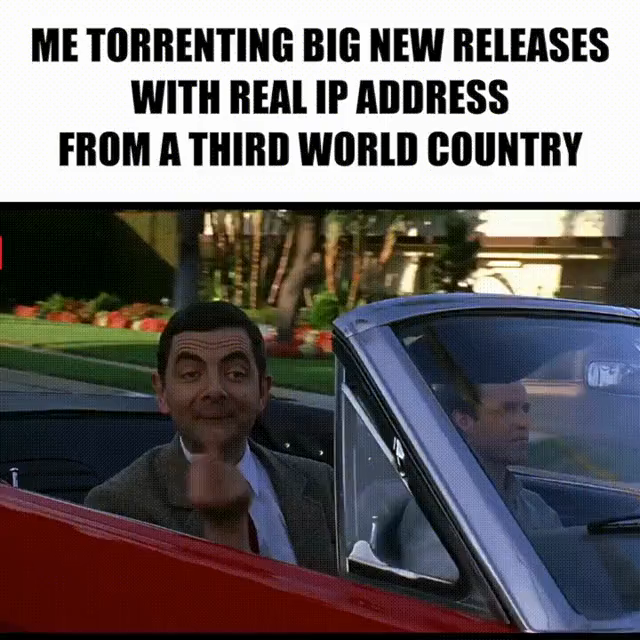 ME TORRENTING BIG NEW RELEASES
WITH REAL IP ADDRESS
FROM A THIRD WORLD COUNTRY